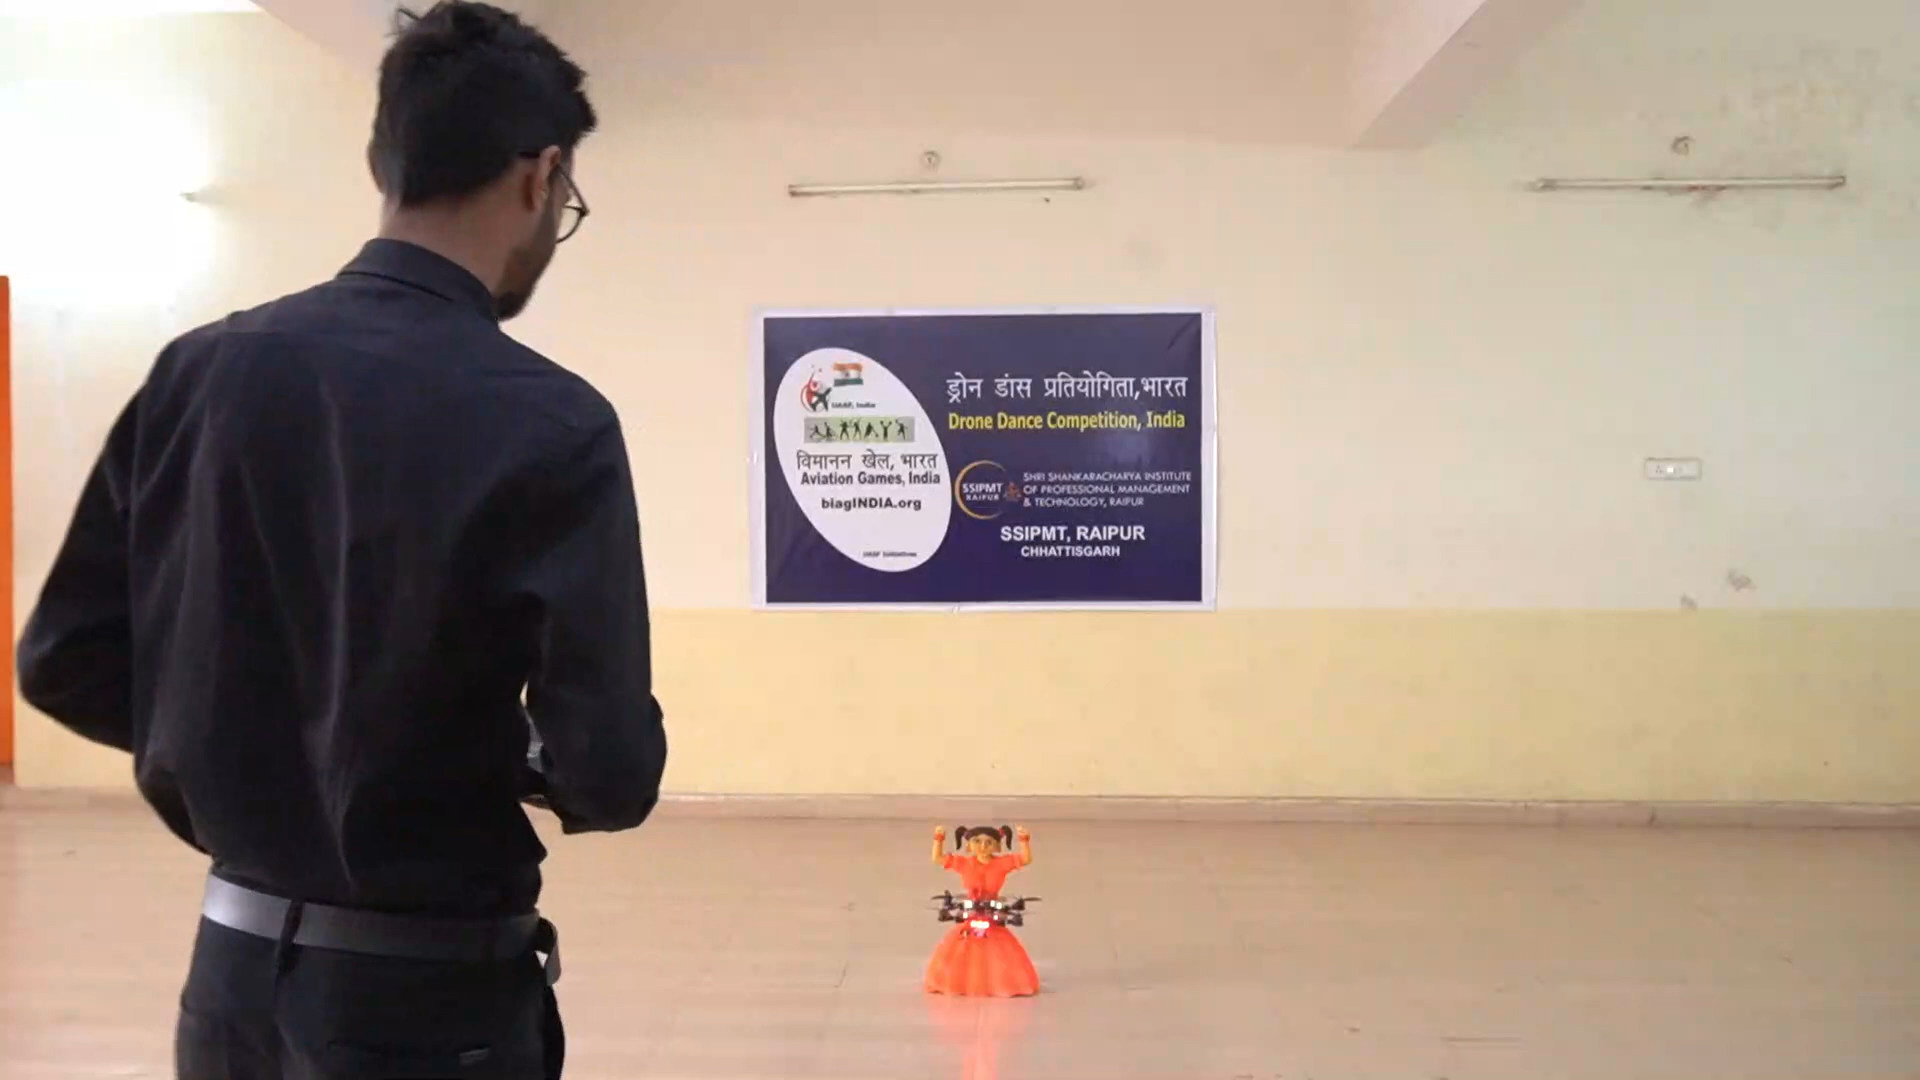 ड्रोन डांस प्रतियोगिता,भारत
Drone Dance Competition, India
विमानन खेल, भारत
Aviation Games, India
biagINDIA.org
SSIPMT
RAIPUR
SHRI SHANKARACHARYA INSTITUTE
OF PROFESSIONAL MANAGEMENT
& TECHNOLOGY, RAIPUR
SSIPMT, RAIPUR
CHHATTISGARH